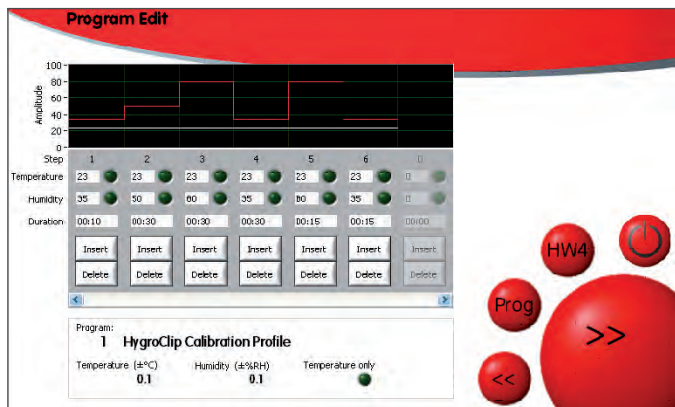 Program Edit
100
80
60
40
20
0
Amplitude
Step 1 2 3 4 5 6 0
Temperature 23 23 23 23 23 23 0
Humidity 35 50 80 35 80 35 0
Duration 00:10 00:30 00:30 00:30 00:15 00:15 00:00
Insert Insert Insert Insert Insert Insert Insert
Delete Delete Delete Delete Delete Delete Delete
Program:
1 HygroClip Calibration Profile
Temperature (±°C) Humidity (±%RH) Temperature only
0.1 0.1
HW4
Prog
>>
<<